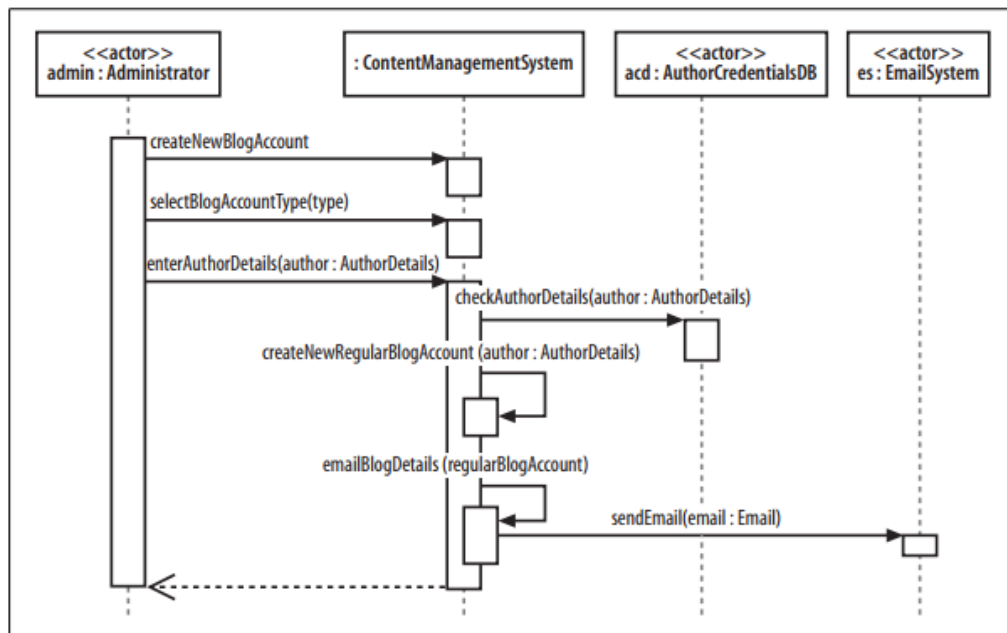 <<actor>>
admin : Administrator
: ContentManagementSystem
<<actor>>
acd : AuthorCredentialsDB
<<actor>>
es : EmailSystem
createNewBlogAccount
selectBlogAccountType(type)
enterAuthorDetails(author : AuthorDetails)
checkAuthorDetails(author : AuthorDetails)
createNewRegularBlogAccount (author : AuthorDetails)
emailBlogDetails (regularBlogAccount)
sendEmail(email : Email)